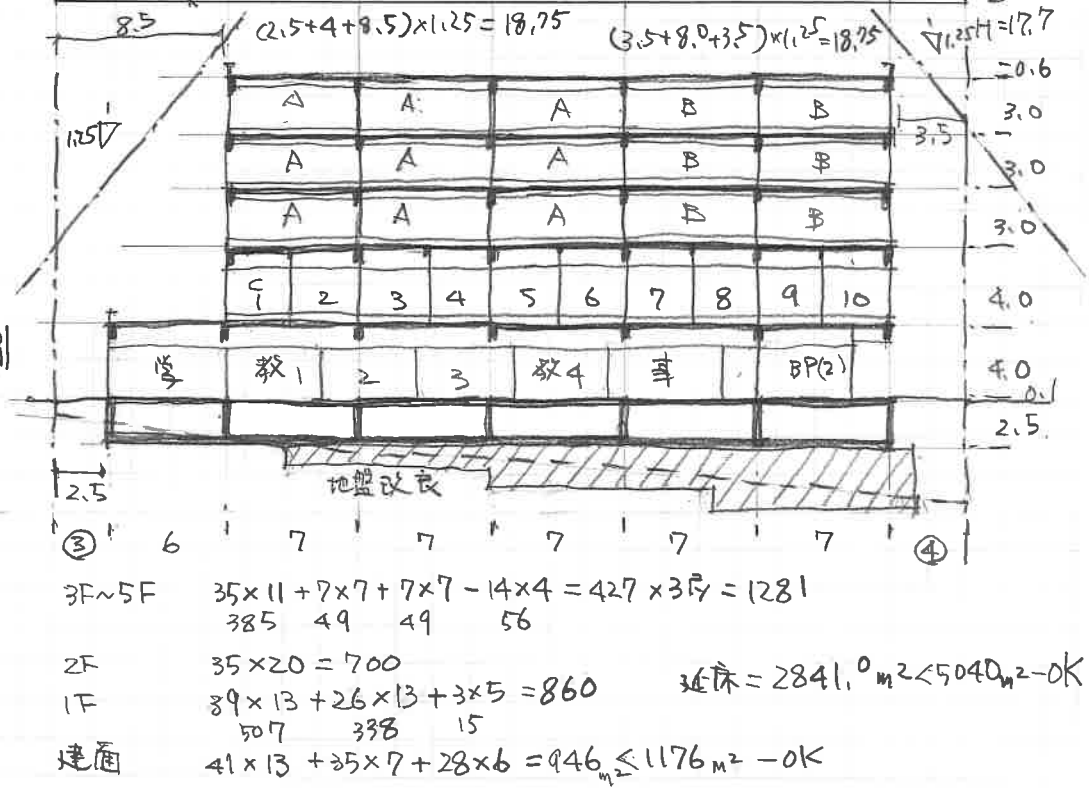 8.5
(2.5+4+8.5)×1.25=18.75
(3.5+8.0+3.5)×1.25=18.75
1.25 H=17.7
0.6
A A A B B 3.0
1.25
3.5
A A A B B 3.0
A A A B B 3.0
C
1 2 3 4 5 6 7 8 9 10 4.0
学 教1 2 3 教4 事 BP(2) 4.0
0.1
2.5
2.5
地盤改良
③ 6 7 7 7 7 7 ④
3F~5F 35×11+7×7+7×7-14×4=427×3F=1281
385 49 49 56
2F 35×20=700
延床=2841.0m²<5040m²-OK
1F 39×13+26×13+3×5=860
507 338 15
建面 41×13+35×7+28×6=946m²≤1176m²-OK